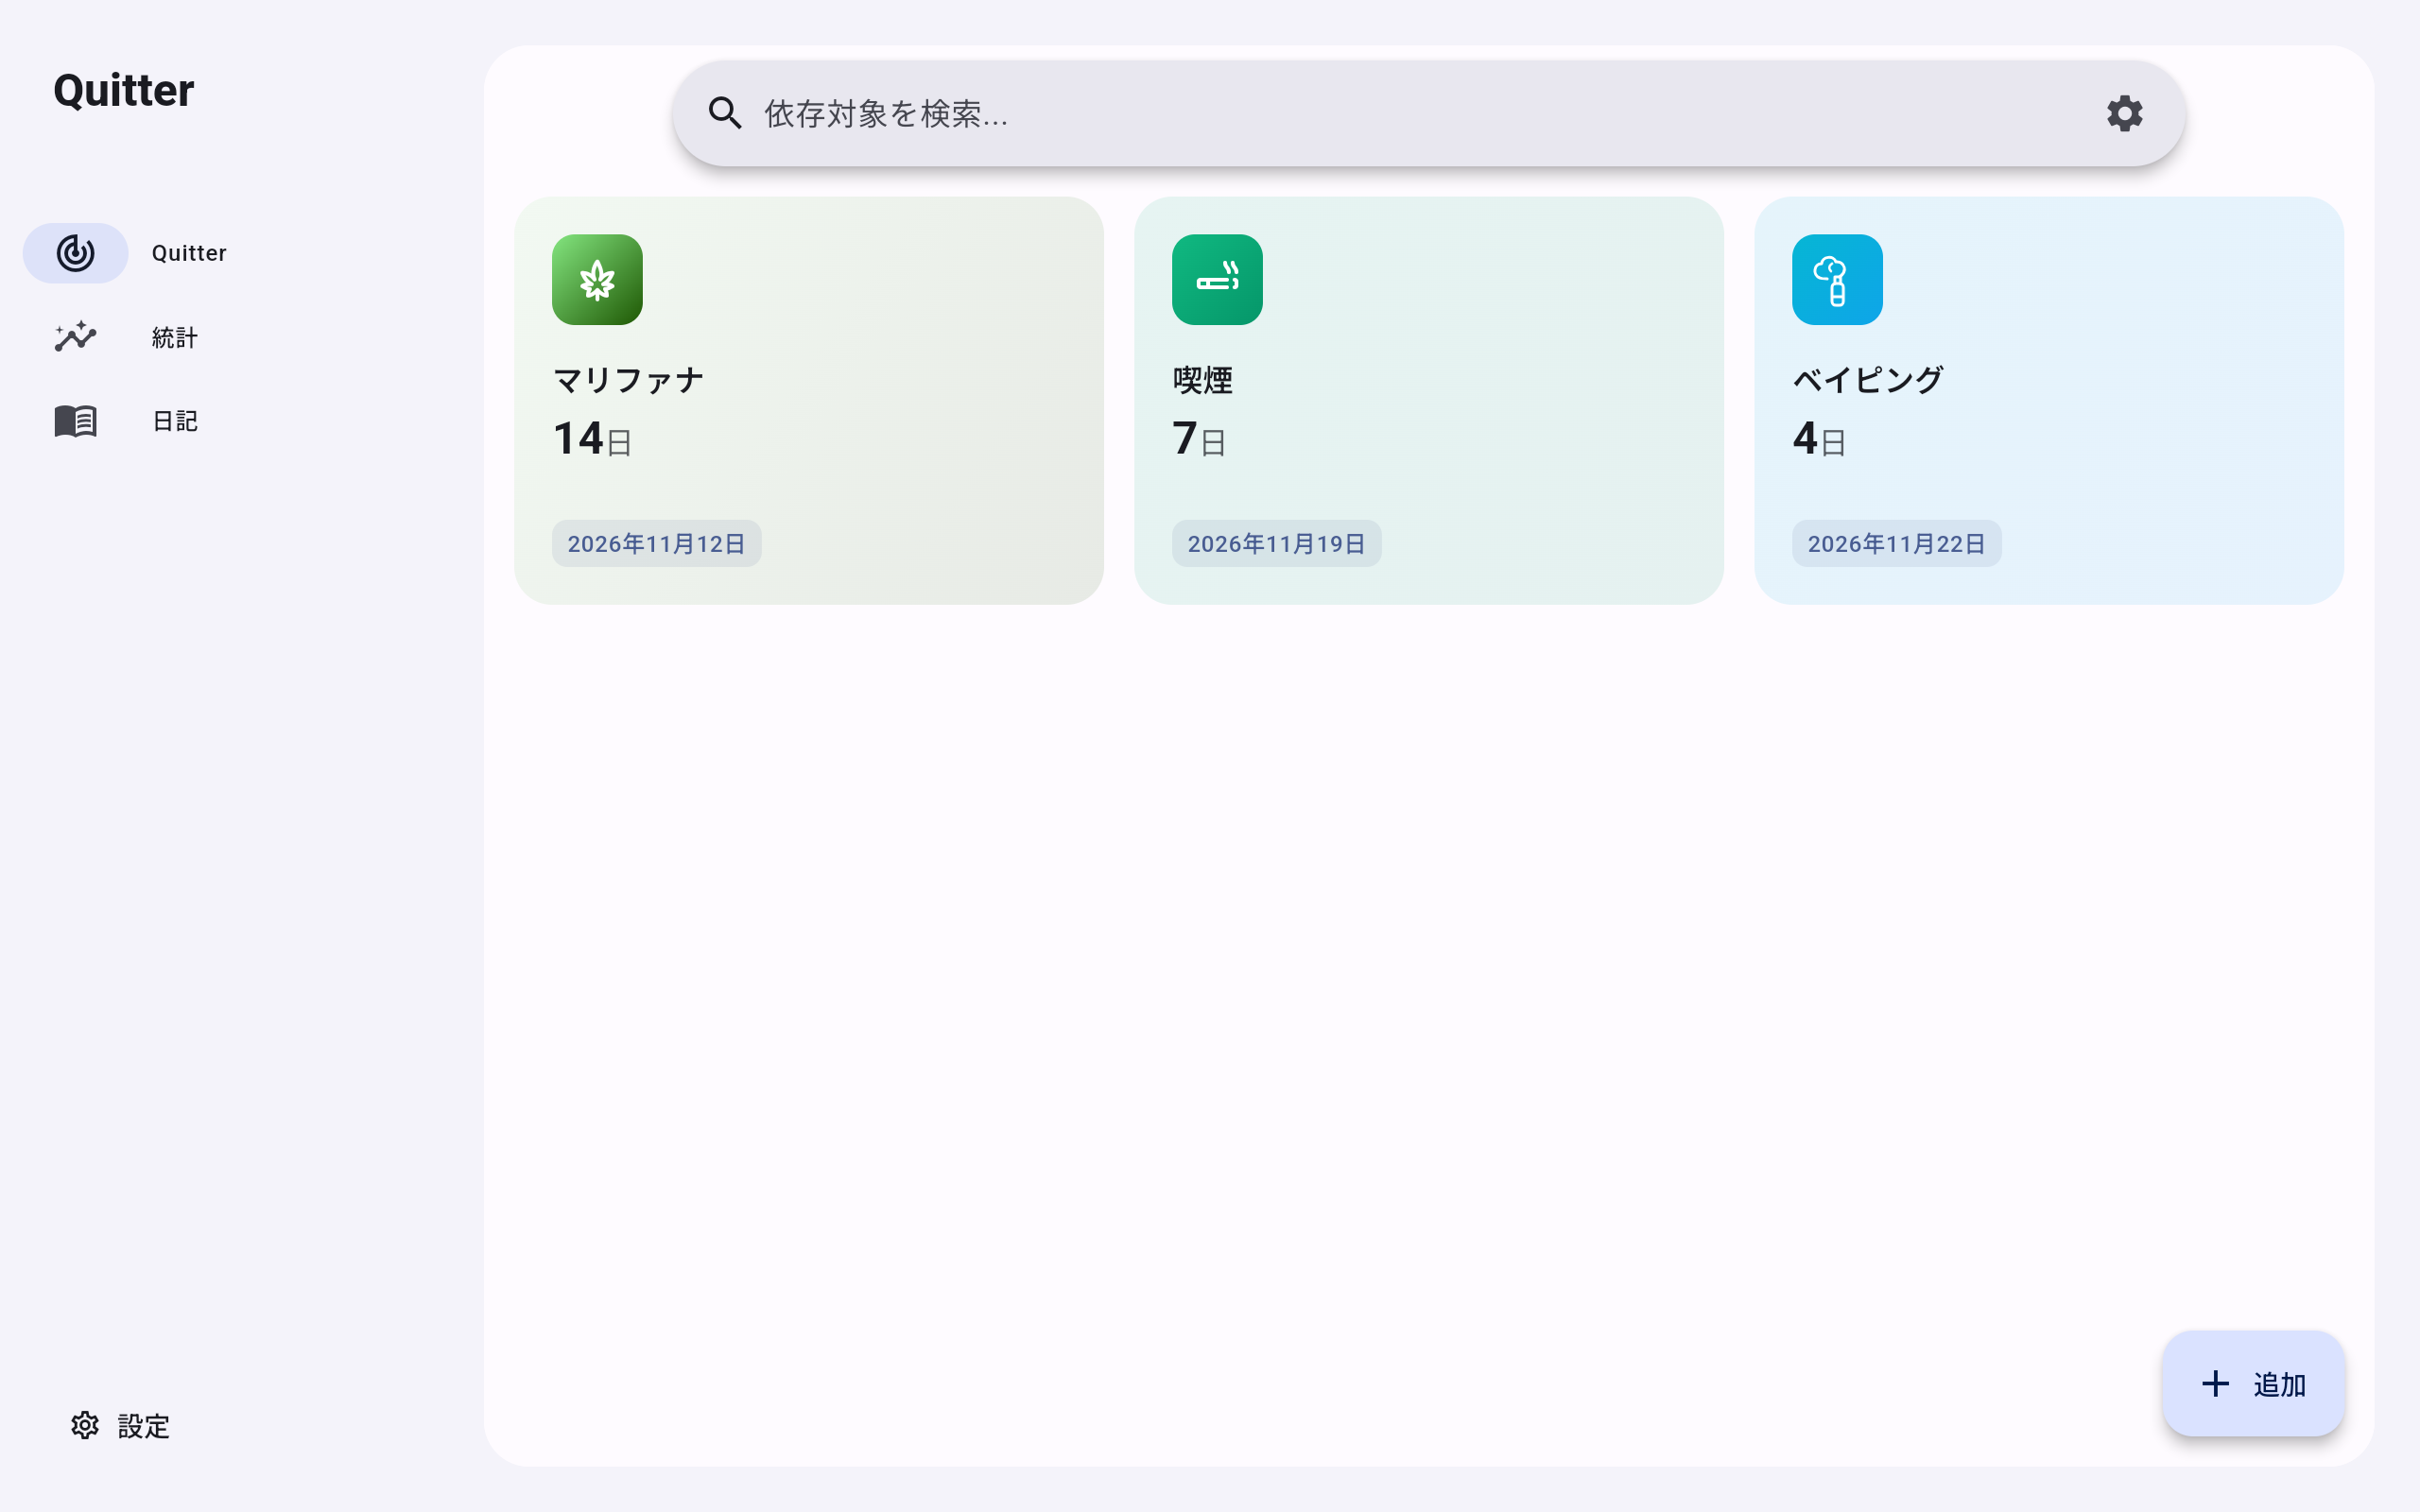 Quitter
Quitter
統計
日記
設定
依存対象を検索...
マリファナ
14日
2026年11月12日
喫煙
7日
2026年11月19日
ベイピング
4日
2026年11月22日
追加